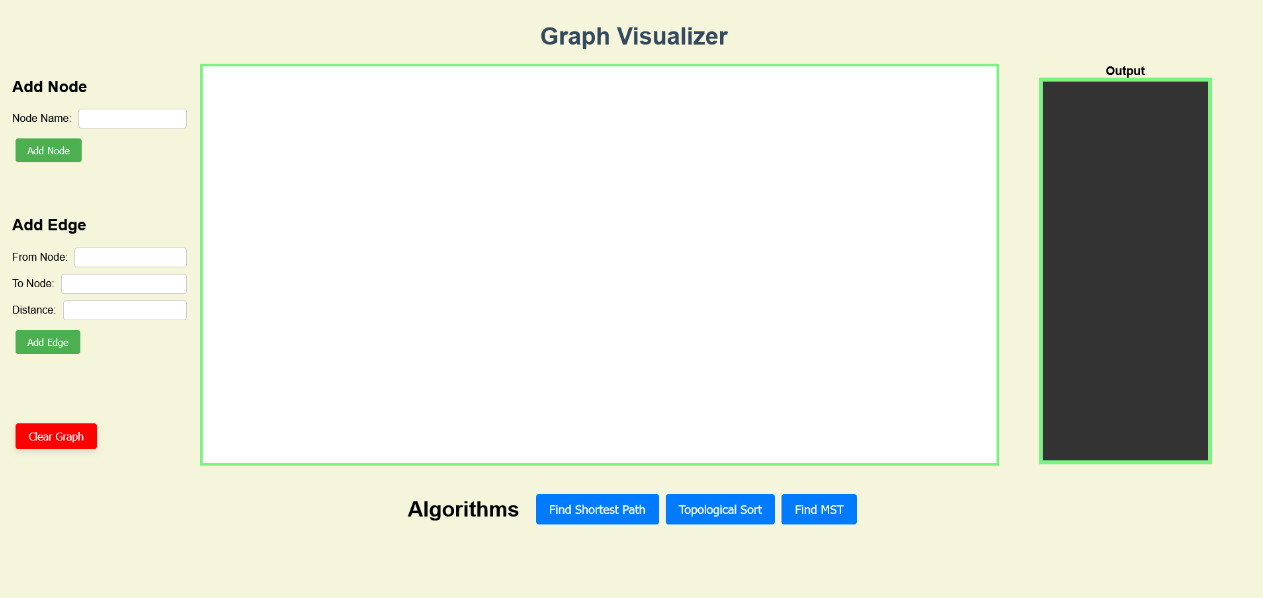 Graph Visualizer
Add Node
Node Name:
Add Node
Add Edge
From Node:
To Node:
Distance:
Add Edge
Clear Graph
Output
Algorithms Find Shortest Path Topological Sort Find MST